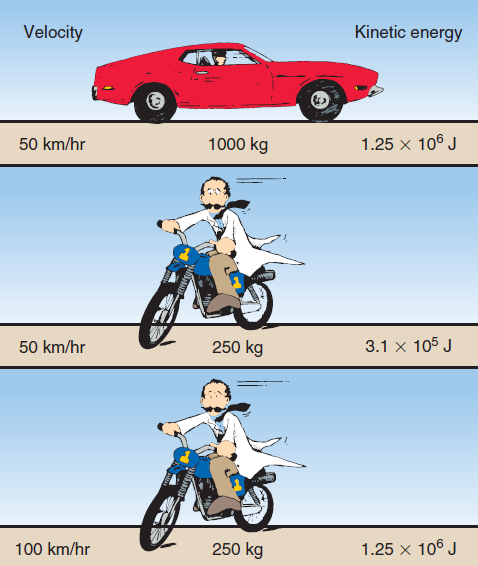 Velocity Kinetic energy
50 km/hr 1000 kg 1.25 × 10⁶ J
50 km/hr 250 kg 3.1 × 10⁵ J
100 km/hr 250 kg 1.25 × 10⁶ J